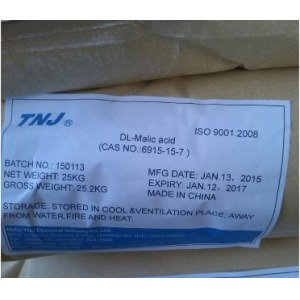 TNJ ®
DL-Malic acid
(CAS NO.:6915-15-7 )
ISO 9001:2008
BATCH NO.: 150113
NET WEIGHT: 25KG
GROSS WEIGHT: 25.2KG
MFG DATE: JAN.13, 2015
EXPIRY: JAN.12, 2017
MADE IN CHINA
STORAGE: STORED IN COOL &VENTILATION PLACE; AWAY
FROM WATER,FIRE AND HEAT;